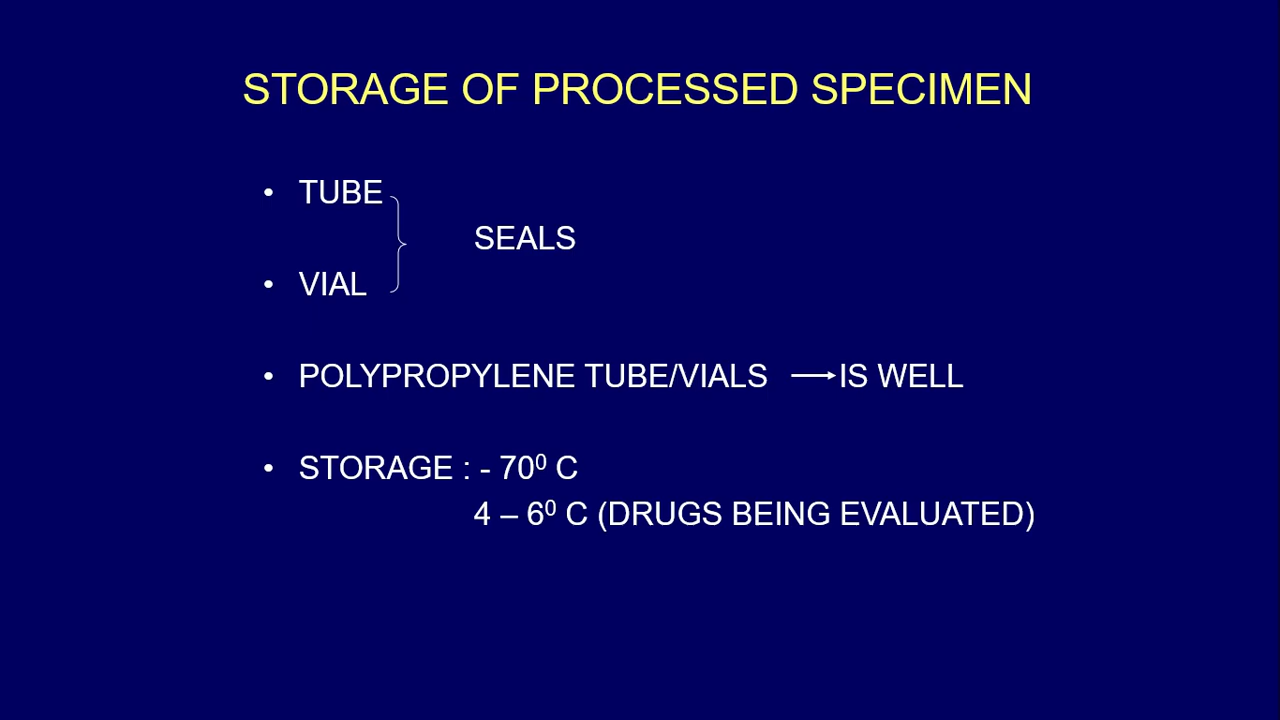 STORAGE OF PROCESSED SPECIMEN
• TUBE
SEALS
• VIAL
• POLYPROPYLENE TUBE/VIALS → IS WELL
• STORAGE : - 70⁰ C
4 – 6⁰ C (DRUGS BEING EVALUATED)